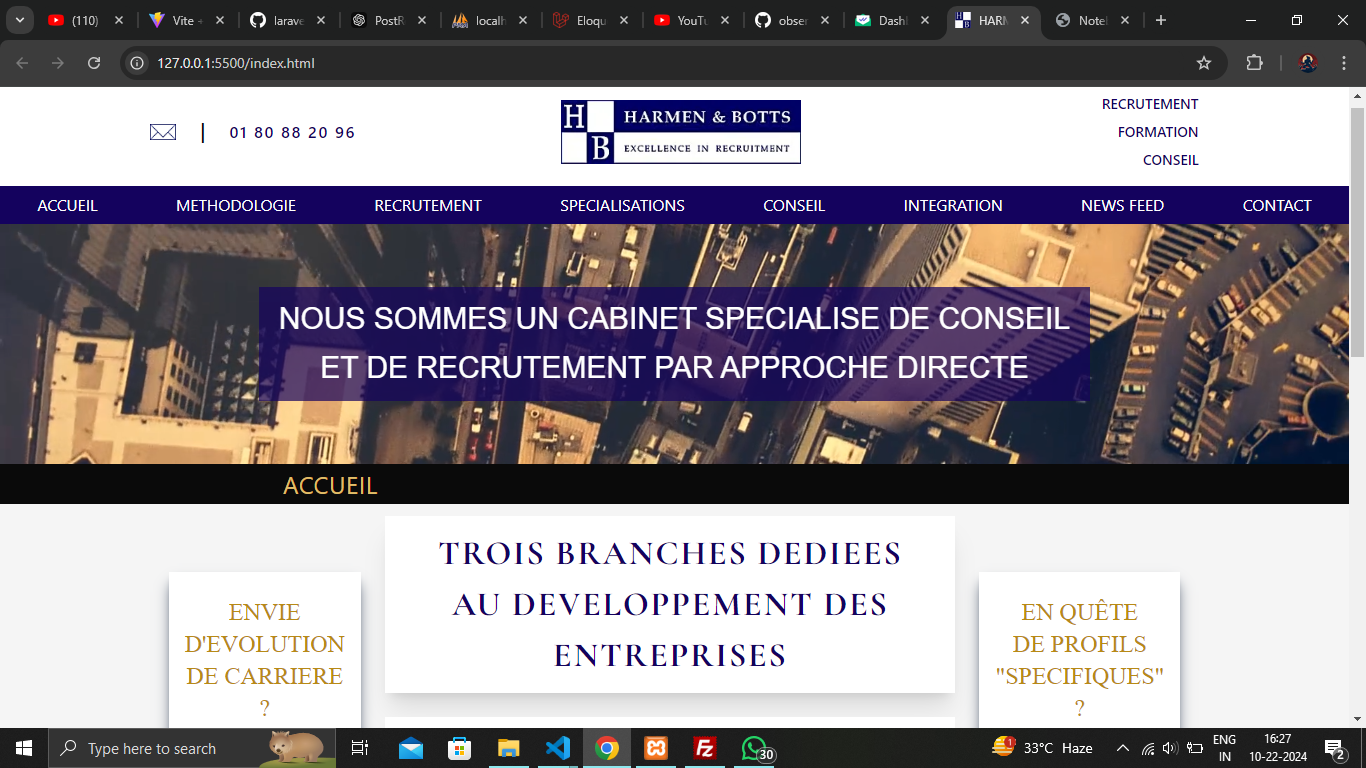 (110)
Vite +
larave
PostR
localh
Eloqu
YouTu
obser
Dashl
HARM
Notel
127.0.0.1:5500/index.html
01 80 88 20 96
H B
HARMEN & BOTTS
EXCELLENCE IN RECRUITMENT
RECRUTEMENT
FORMATION
CONSEIL
ACCUEIL METHODOLOGIE RECRUTEMENT SPECIALISATIONS CONSEIL INTEGRATION NEWS FEED CONTACT
NOUS SOMMES UN CABINET SPECIALISE DE CONSEIL
ET DE RECRUTEMENT PAR APPROCHE DIRECTE
ACCUEIL
TROIS BRANCHES DEDIEES
AU DEVELOPPEMENT DES
ENTREPRISES
ENVIE
D'EVOLUTION
DE CARRIERE
?
EN QUÊTE
DE PROFILS
"SPECIFIQUES"
?
Type here to search
30
1
33°C Haze
ENG
IN
16:27
10-22-2024
2